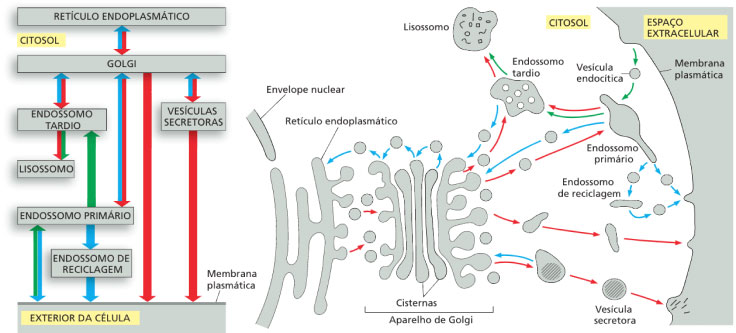 RETÍCULO ENDOPLASMÁTICO
CITOSOL
GOLGI
ENDOSSOMO
TARDIO
VESÍCULAS
SECRETORAS
LISOSSOMO
ENDOSSOMO PRIMÁRIO
ENDOSSOMO DE
RECICLAGEM
Membrana
plasmática
EXTERIOR DA CÉLULA
Envelope nuclear
Retículo endoplasmático
Lisossomo
Endossomo
tardio
CITOSOL
ESPAÇO
EXTRACELULAR
Vesícula
endocítica
Membrana
plasmática
Endossomo
primário
Endossomo
de reciclagem
Cisternas
Aparelho de Golgi
Vesícula
secretora